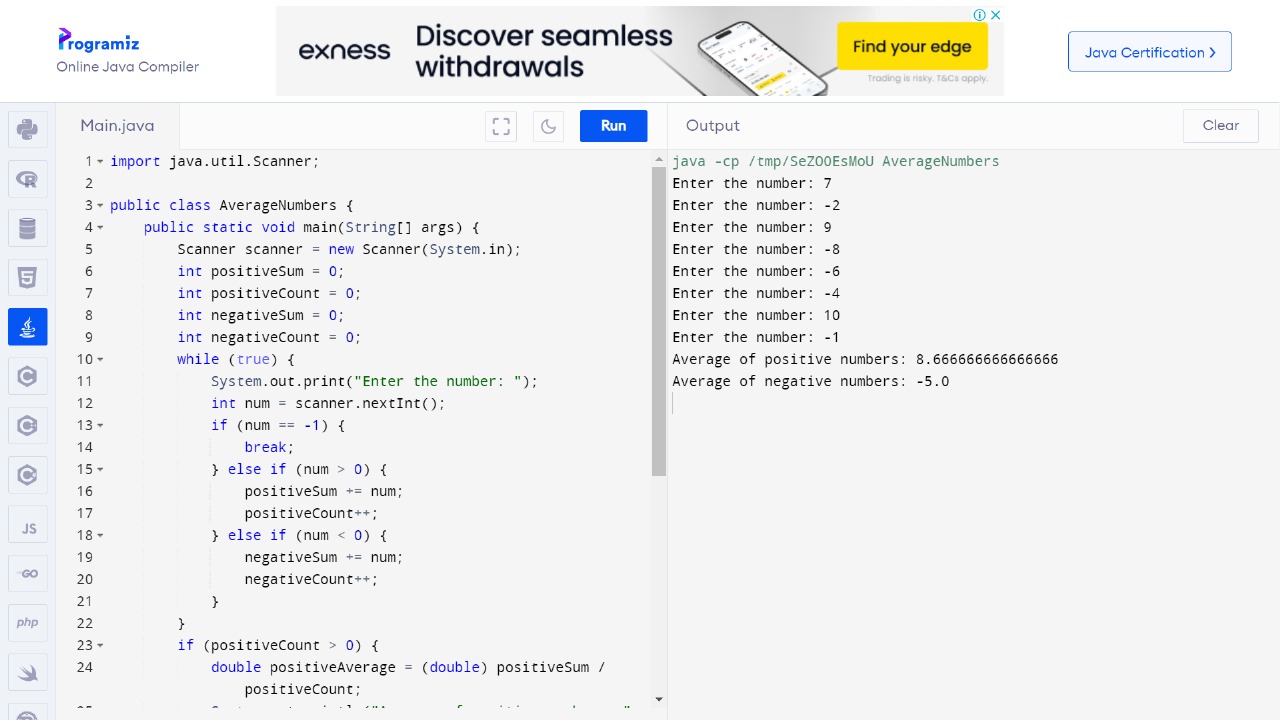 Programiz
Online Java Compiler
exness
Discover seamless
withdrawals
Find your edge
Trading is risky. T&Cs apply.
Java Certification
Main.java
Run
Output
Clear
1 import java.util.Scanner;
2
3 public class AverageNumbers {
4 public static void main(String[] args) {
5 Scanner scanner = new Scanner(System.in);
6 int positiveSum = 0;
7 int positiveCount = 0;
8 int negativeSum = 0;
9 int negativeCount = 0;
10 while (true) {
11 System.out.print("Enter the number: ");
12 int num = scanner.nextInt();
13 if (num == -1) {
14 break;
15 } else if (num > 0) {
16 positiveSum += num;
17 positiveCount++;
18 } else if (num < 0) {
19 negativeSum += num;
20 negativeCount++;
21 }
22 }
23 if (positiveCount > 0) {
24 double positiveAverage = (double) positiveSum /
positiveCount;
java -cp /tmp/SeZOOEsMoU AverageNumbers
Enter the number: 7
Enter the number: -2
Enter the number: 9
Enter the number: -8
Enter the number: -6
Enter the number: -4
Enter the number: 10
Enter the number: -1
Average of positive numbers: 8.666666666666666
Average of negative numbers: -5.0
JS
GO
php